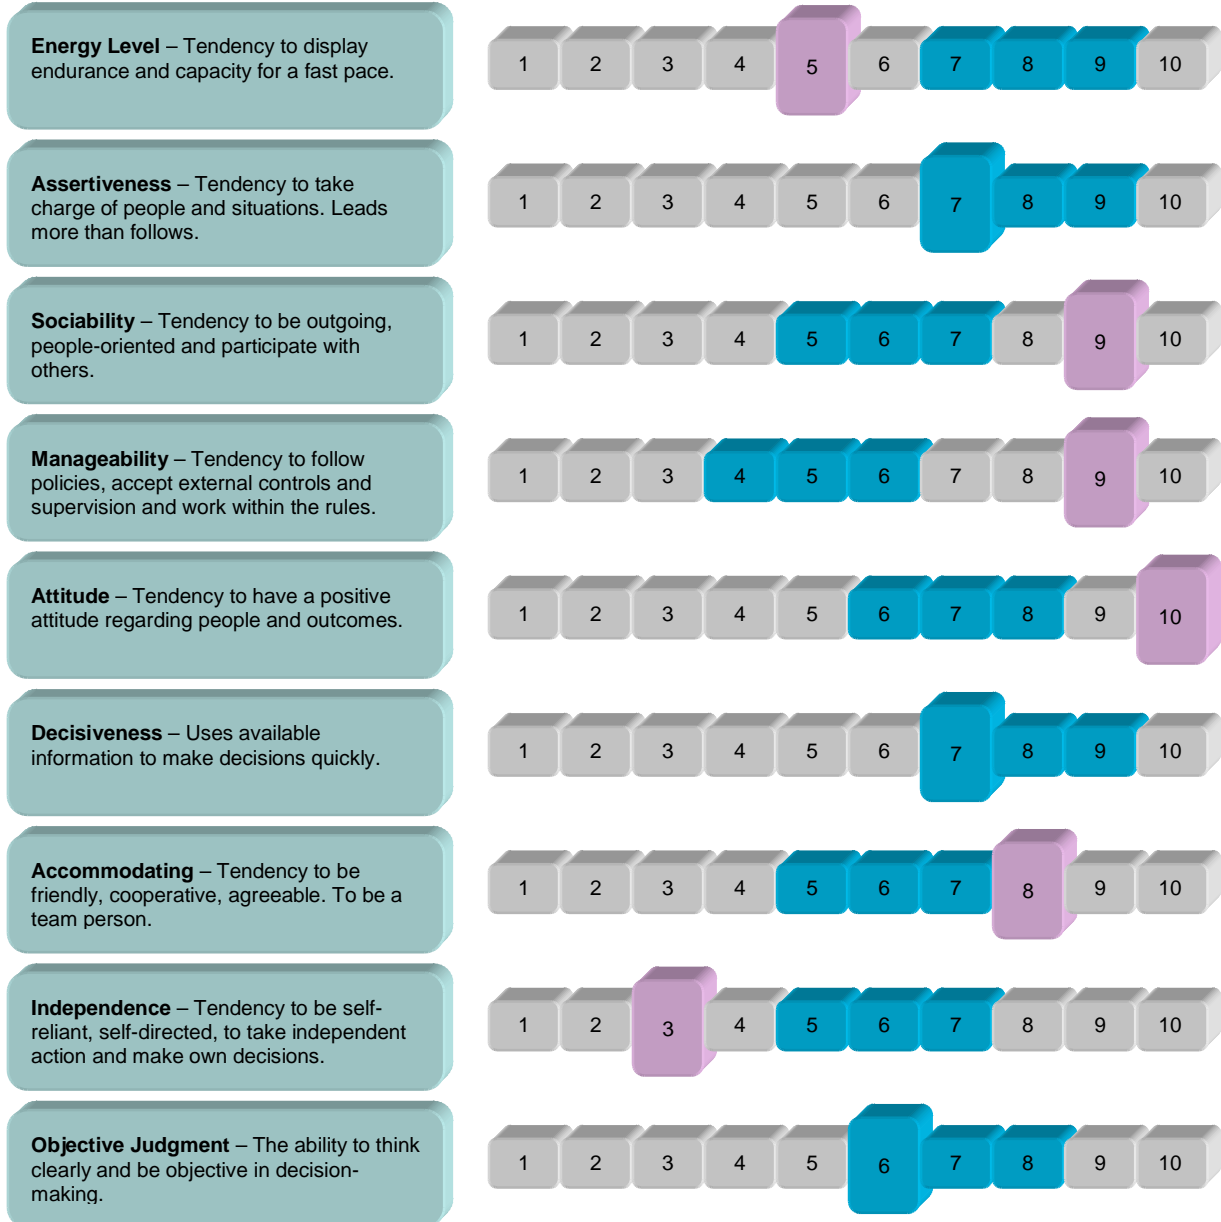 Energy Level – Tendency to display
endurance and capacity for a fast pace.
1 2 3 4 5 6 7 8 9 10
Assertiveness – Tendency to take
charge of people and situations. Leads
more than follows.
1 2 3 4 5 6 7 8 9 10
Sociability – Tendency to be outgoing,
people-oriented and participate with
others.
1 2 3 4 5 6 7 8 9 10
Manageability – Tendency to follow
policies, accept external controls and
supervision and work within the rules.
1 2 3 4 5 6 7 8 9 10
Attitude – Tendency to have a positive
attitude regarding people and outcomes.
1 2 3 4 5 6 7 8 9 10
Decisiveness – Uses available
information to make decisions quickly.
1 2 3 4 5 6 7 8 9 10
Accommodating – Tendency to be
friendly, cooperative, agreeable. To be a
team person.
1 2 3 4 5 6 7 8 9 10
Independence – Tendency to be self-
reliant, self-directed, to take independent
action and make own decisions.
1 2 3 4 5 6 7 8 9 10
Objective Judgment – The ability to think
clearly and be objective in decision-
making.
1 2 3 4 5 6 7 8 9 10